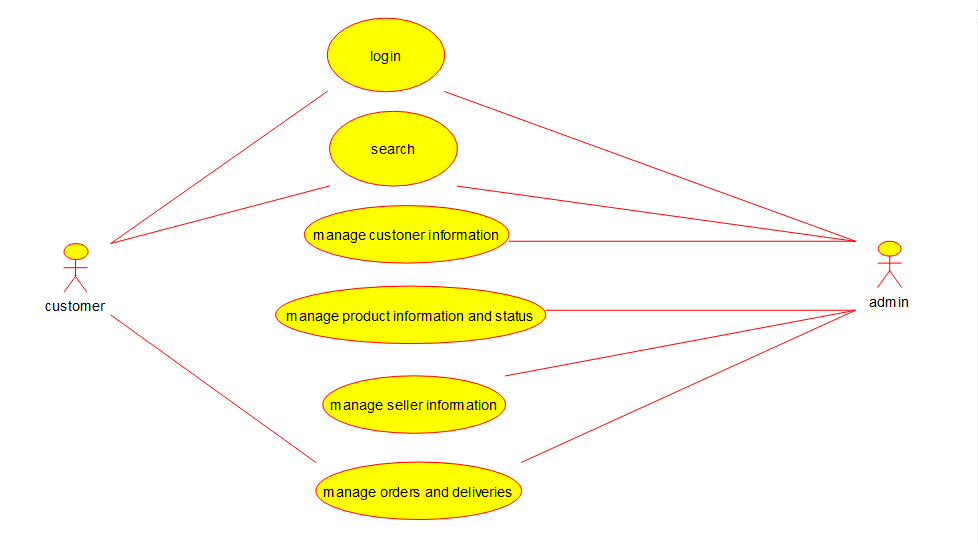 login
search
manage custoner information
customer
admin
manage product information and status
manage seller information
manage orders and deliveries